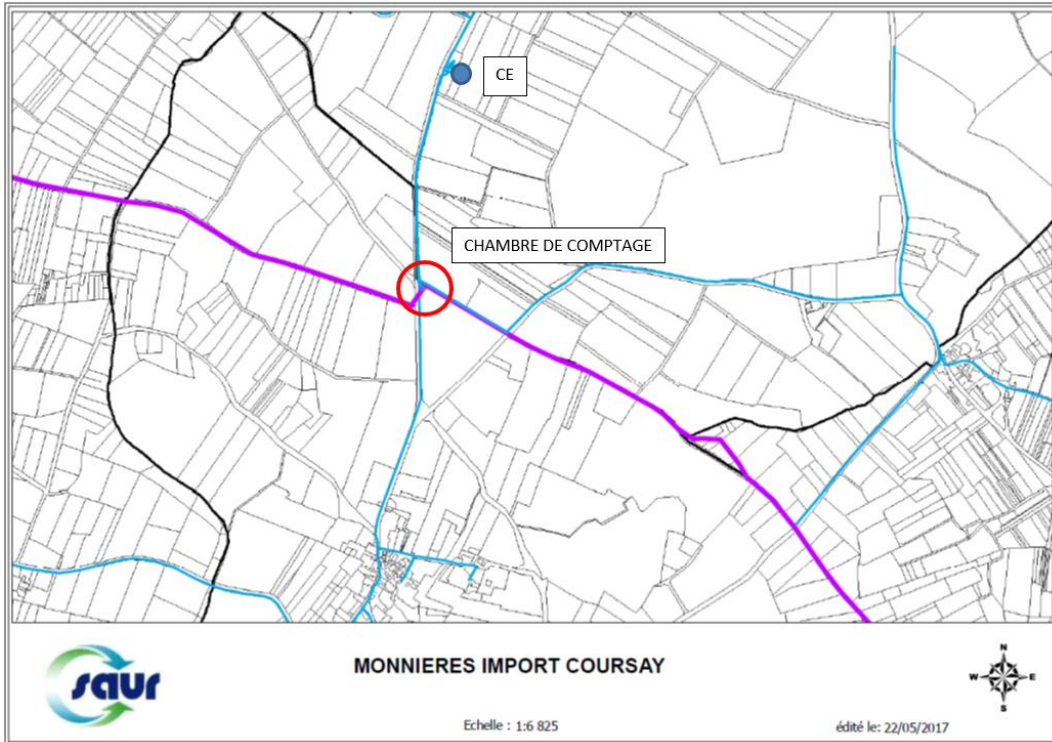 CE
CHAMBRE DE COMPTAGE
saur
MONNIERES IMPORT COURSAY
Echelle : 1:6 825
N
W E
S
édité le: 22/05/2017